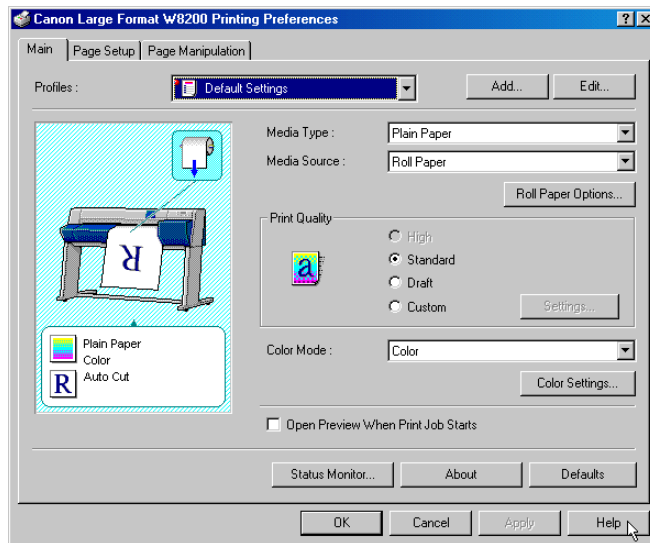 Canon Large Format W8200 Printing Preferences
Main Page Setup Page Manipulation
Profiles : Default Settings Add... Edit...
Media Type : Plain Paper
Media Source : Roll Paper
Roll Paper Options...
Print Quality
High
a Standard
Draft
Custom Settings...
R
Plain Paper
Color
R Auto Cut
Color Mode : Color
Color Settings...
Open Preview When Print Job Starts
Status Monitor... About Defaults
OK Cancel Apply Help